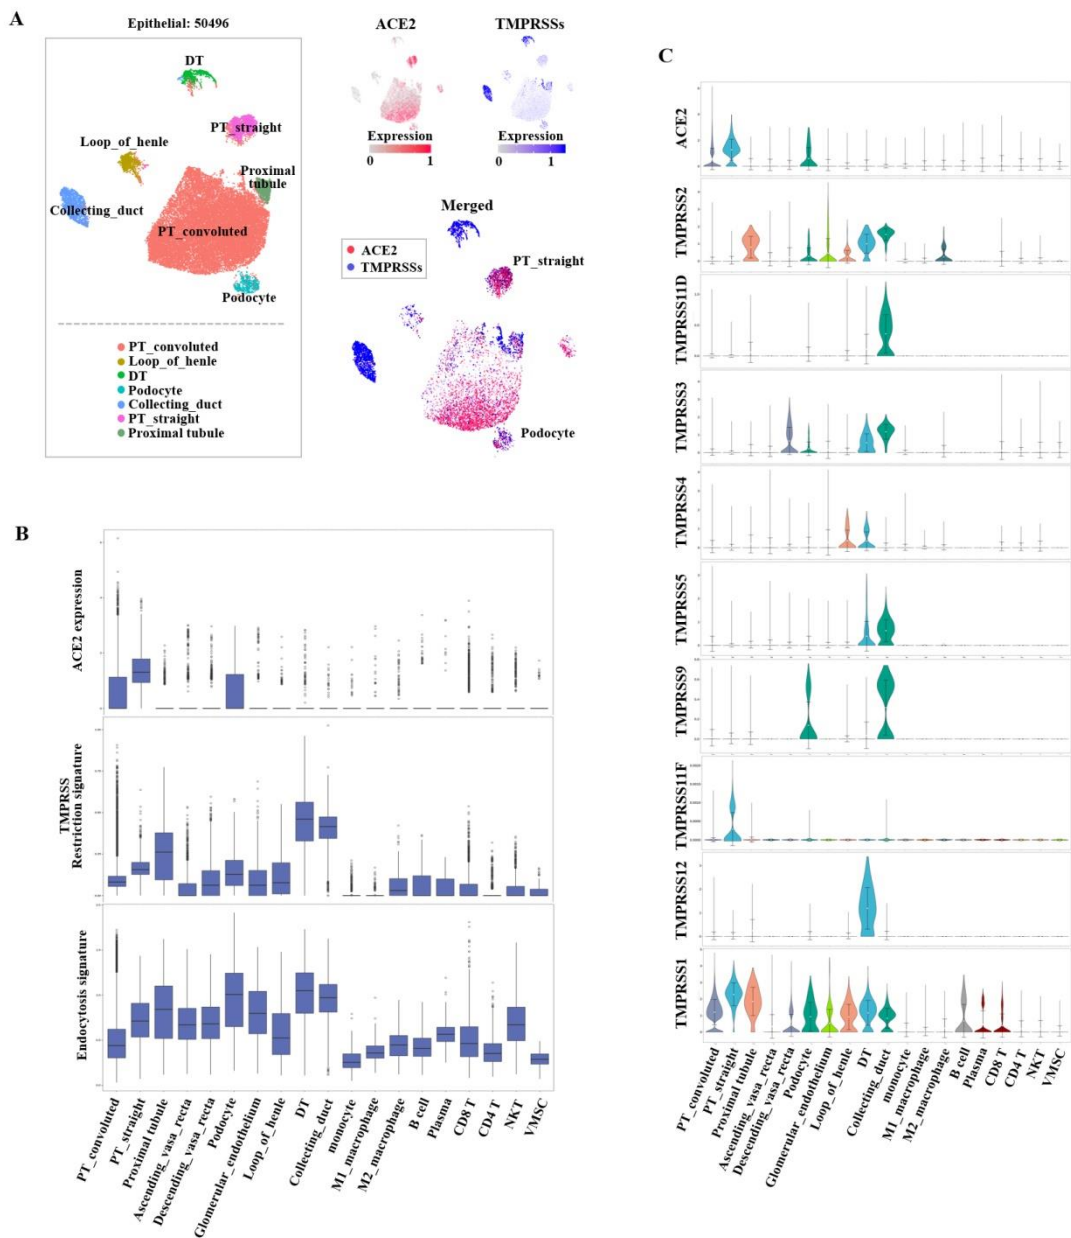 A
Epithelial: 50496
DT
PT_straight
Loop_of_henle
Proximal
tubule
Collecting_duct
PT_convoluted
Podocyte
PT_convoluted
Loop_of_henle
DT
Podocyte
Collecting_duct
PT_straight
Proximal tubule
ACE2
TMPRSSs
Expression
0
1
Expression
0
1
Merged
ACE2
TMPRSSs
PT_straight
Podocyte
B
ACE2 expression
TMPRSS
Restriction signature
Endocytosis signature
PT_convoluted
PT_straight
Proximal tubule
Ascending_vasa_recta
Descending_vasa_recta
Podocyte
Glomerular_endothelium
Loop_of_henle
DT
Collecting_duct
monocyte
M1_macrophage
M2_macrophage
B cell
Plasma
CD8 T
CD4 T
NKT
VMSC
C
ACE2
TMPRSS2
TMPRSS11D
TMPRSS3
TMPRSS4
TMPRSS5
TMPRSS9
TMPRSS11F
TMPRSS12
TMPRSS1
PT_convoluted
PT_straight
Proximal tubule
Ascending_vasa_recta
Descending_vasa_recta
Podocyte
Glomerular_endothelium
Loop_of_henle
DT
Collecting_duct
monocyte
M1_macrophage
M2_macrophage
B cell
Plasma
CD8 T
CD4 T
NKT
VMSC